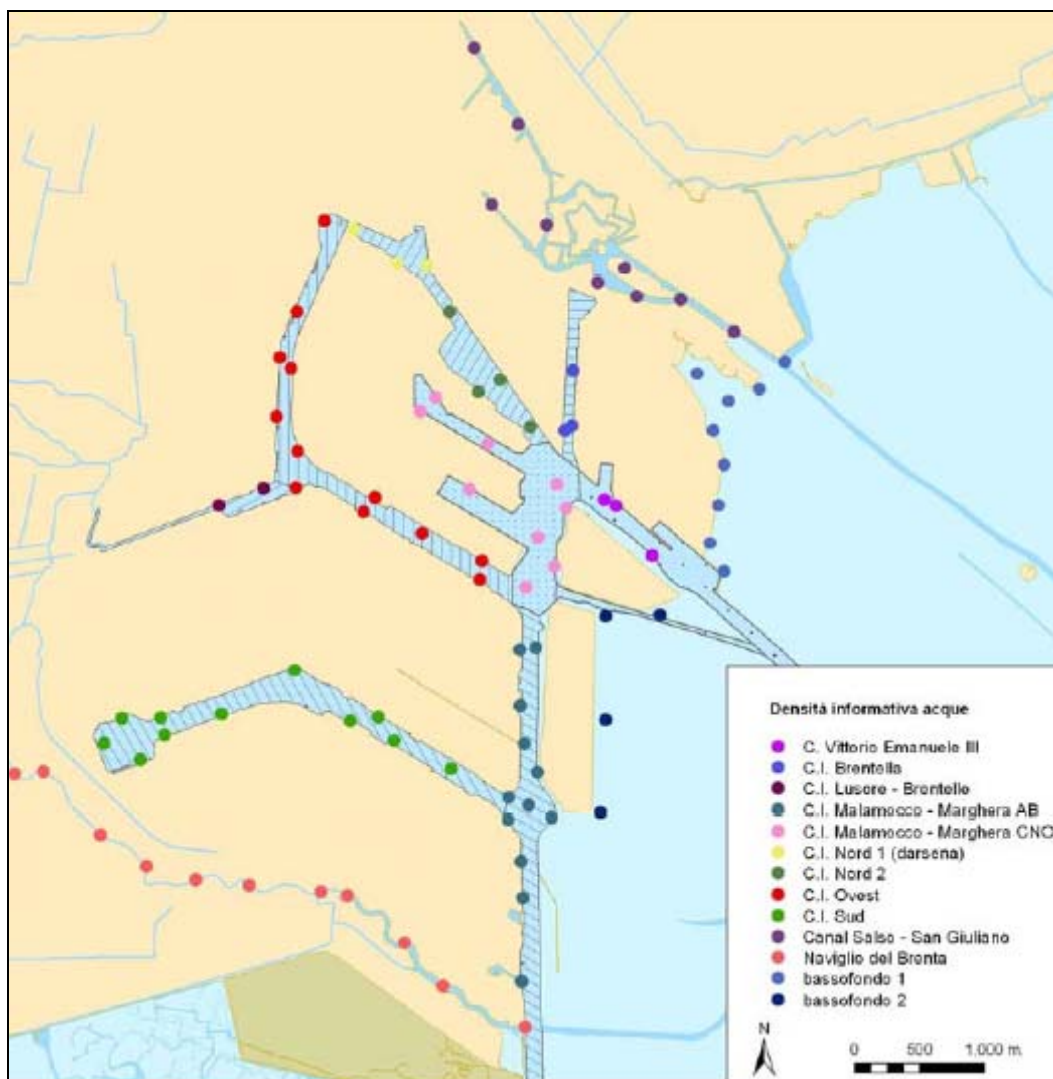 Densità informativa acque
C. Vittorio Emanuele III
C.I. Brentella
C.I. Lusore - Brentelle
C.I. Malamocco - Marghera AB
C.I. Malamocco - Marghera CNO
C.I. Nord 1 (darsena)
C.I. Nord 2
C.I. Ovest
C.I. Sud
Canal Salso - San Giuliano
Naviglio del Brenta
bassofondo 1
bassofondo 2
N
0 500 1.000 m.